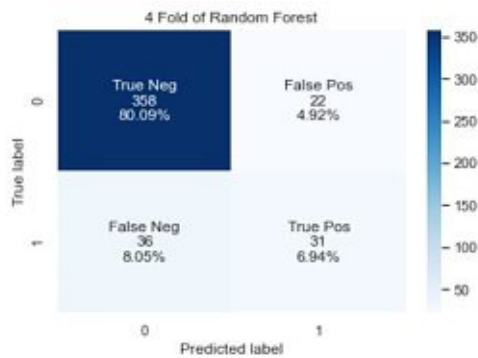 4 Fold of Random Forest
True Neg
358
80.09%
False Pos
22
4.92%
False Neg
36
8.05%
True Pos
31
6.94%
0
1
True label
0
1
Predicted label
350
300
250
200
150
100
50